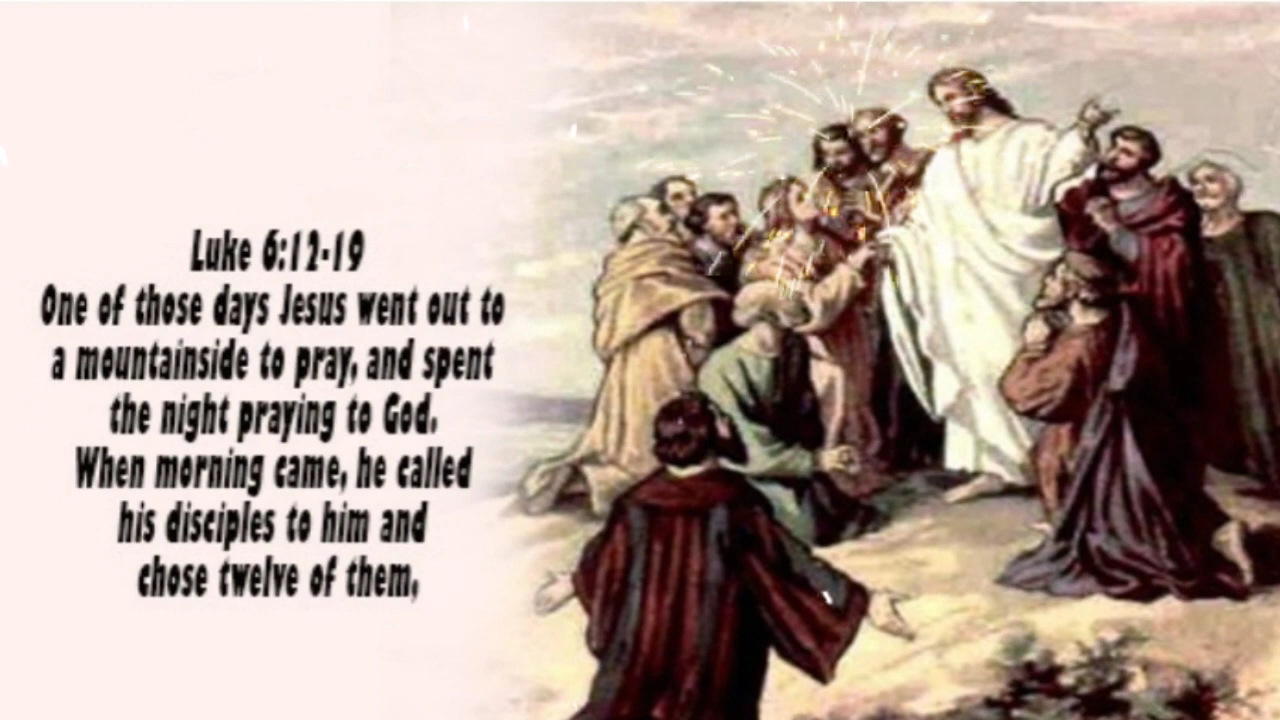 Luke 6:12-19
One of those days Jesus went out to
a mountainside to pray, and spent
the night praying to God.
When morning came, he called
his disciples to him and
chose twelve of them,